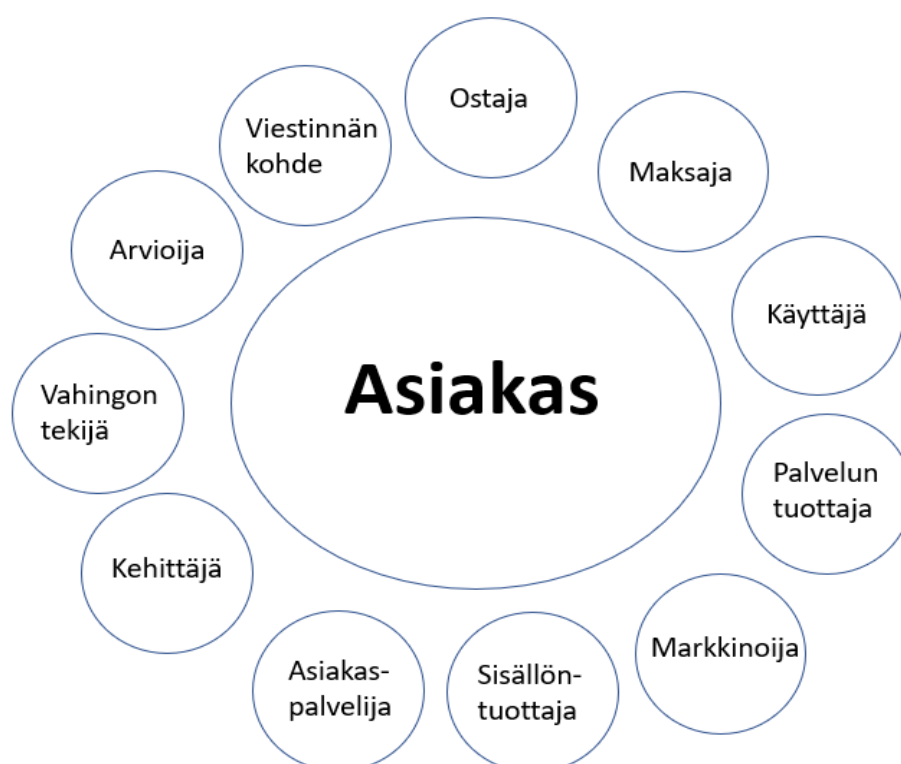 Ostaja
Maksaja
Käyttäjä
Palvelun
tuottaja
Markkinoija
Sisällön-
tuottaja
Asiakas-
palvelija
Kehittäjä
Vahingon
tekijä
Arvioija
Viestinnän
kohde
Asiakas